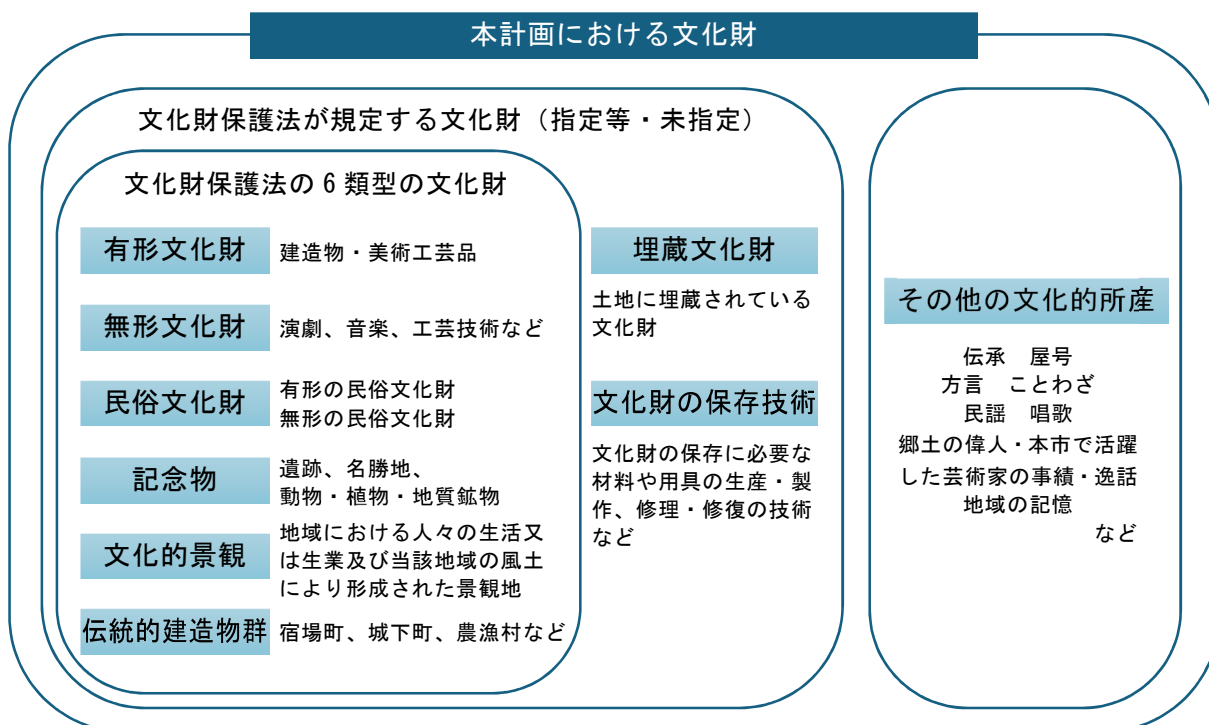 本計画における文化財
文化財保護法が規定する文化財（指定等・未指定）
文化財保護法の6類型の文化財
有形文化財
建造物・美術工芸品
無形文化財
演劇、音楽、工芸技術など
民俗文化財
有形の民俗文化財
無形の民俗文化財
記念物
遺跡、名勝地、
動物・植物・地質鉱物
文化的景観
地域における人々の生活又
は生業及び当該地域の風土
により形成された景観地
伝統的建造物群
宿場町、城下町、農漁村など
埋蔵文化財
土地に埋蔵されている
文化財
文化財の保存技術
文化財の保存に必要な
材料や用具の生産・製
作、修理・修復の技術
など
その他の文化的所産
伝承　屋号
方言　ことわざ
民謡　唱歌
郷土の偉人・本市で活躍
した芸術家の事績・逸話
地域の記憶
など